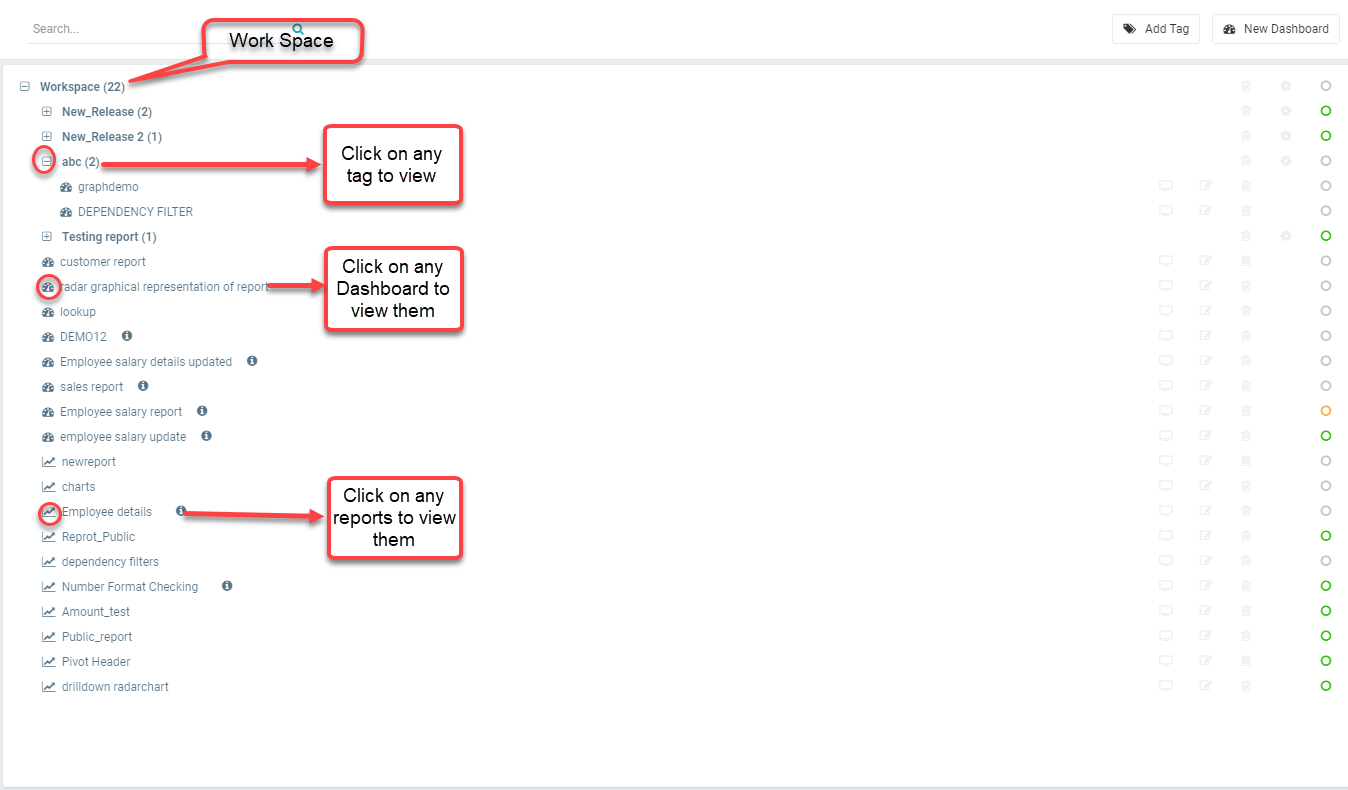 Search...
Work Space
Add Tag
New Dashboard
Workspace (22)
New_Release (2)
New_Release 2 (1)
abc (2)
Click on any
tag to view
graphdemo
DEPENDENCY FILTER
Testing report (1)
customer report
radar graphical representation of report
Click on any
Dashboard to
view them
lookup
DEMO12
Employee salary details updated
sales report
Employee salary report
employee salary update
newreport
charts
Employee details
Click on any
reports to view
them
Reprot_Public
dependency filters
Number Format Checking
Amount_test
Public_report
Pivot Header
drilldown radarchart